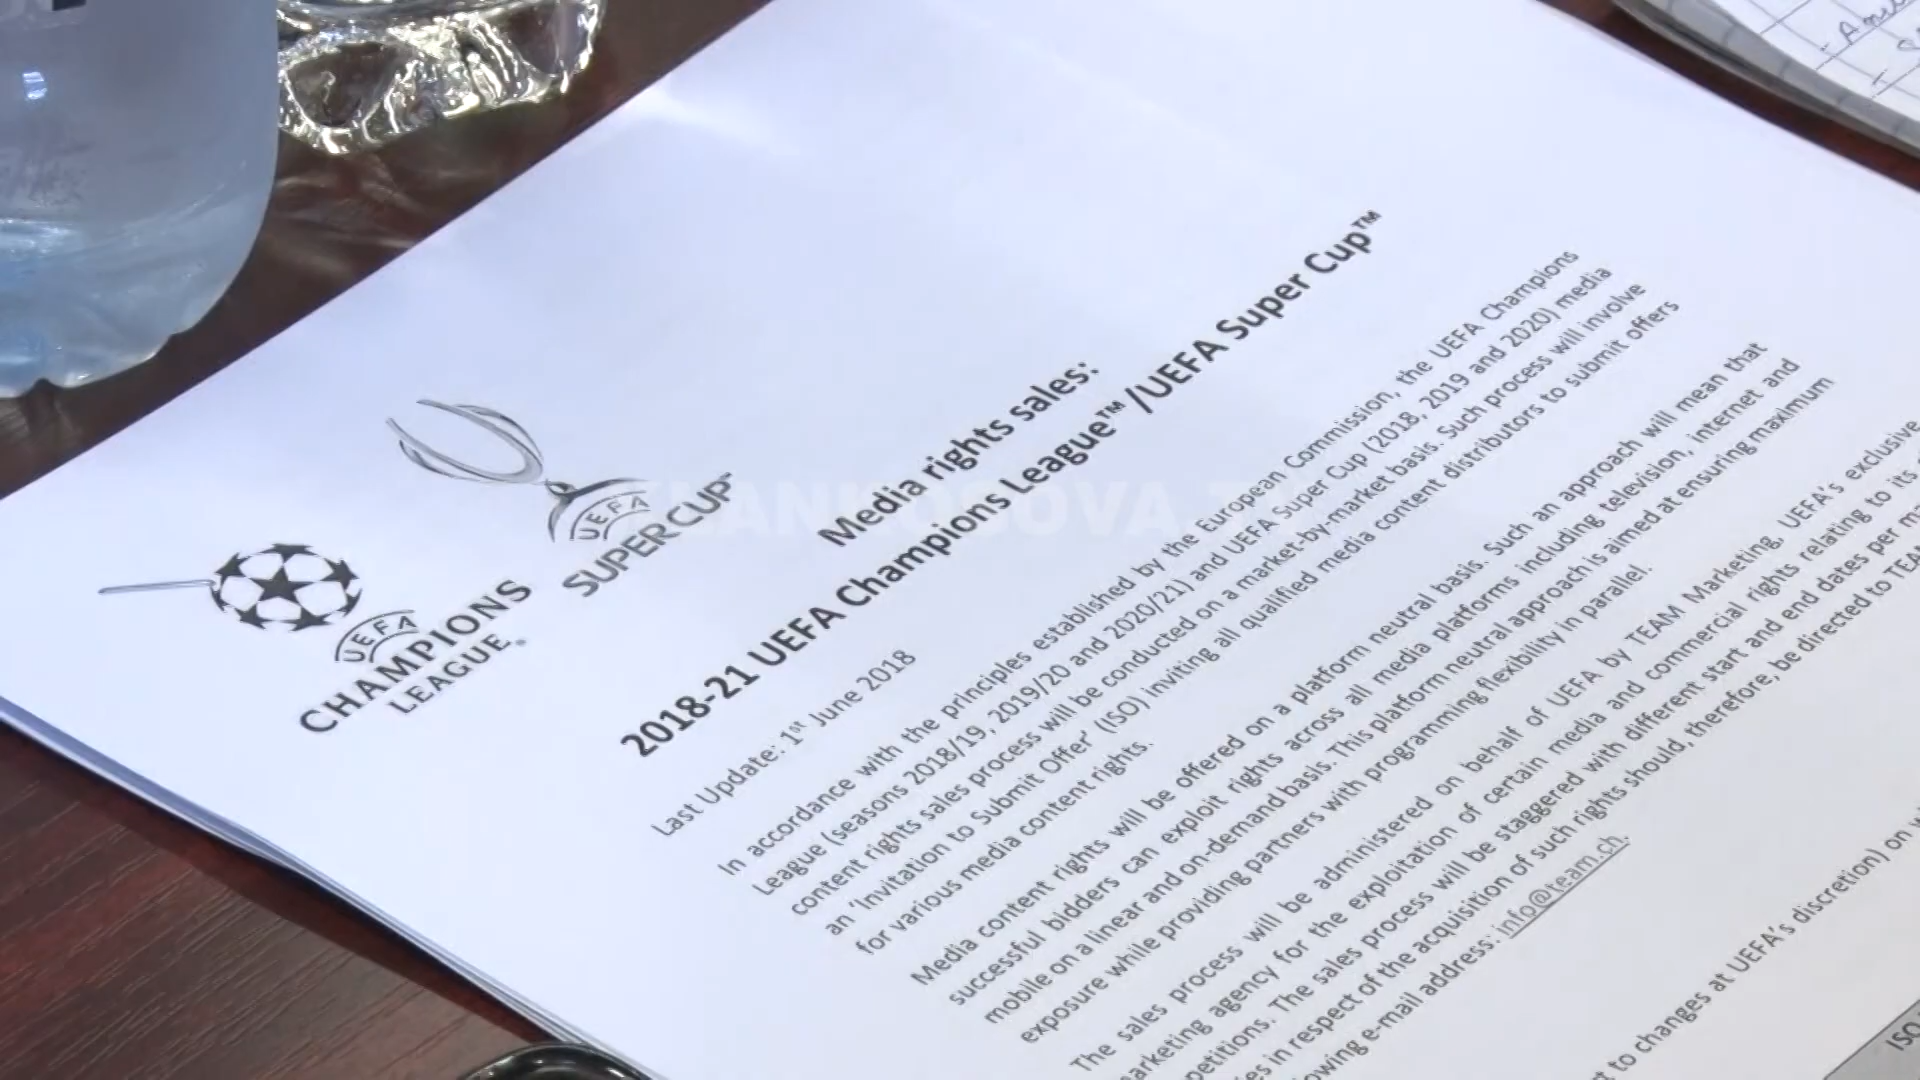 UEFA
CHAMPIONS
LEAGUE®
UEFA
SUPERCUP™
Media rights sales:
2018-21 UEFA Champions League™ /UEFA Super Cup™
Last Update: 1st June 2018
In accordance with the principles established by the European Commission, the UEFA Champions
League (seasons 2018/19, 2019/20 and 2020/21) and UEFA Super Cup (2018, 2019 and 2020) media
content rights sales process will be conducted on a market-by-market basis. Such process will involve
an ‘Invitation to Submit Offer’ (ISO) inviting all qualified media content distributors to submit offers
for various media content rights.
Media content rights will be offered on a platform neutral basis. Such an approach will mean that
successful bidders can exploit rights across all media platforms including television, internet and
mobile on a linear and on-demand basis. This platform neutral approach is aimed at ensuring maximum
exposure while providing partners with programming flexibility in parallel.
The sales process will be administered on behalf of UEFA by TEAM Marketing, UEFA’s exclusive
marketing agency for the exploitation of certain media and commercial rights relating to its
The sales process will be staggered with different start and end dates per
in respect of the acquisition of such rights should, therefore, be directed to TEAM
e-mail address: info@team.ch.
to changes at UEFA’s discretion) on
ISO